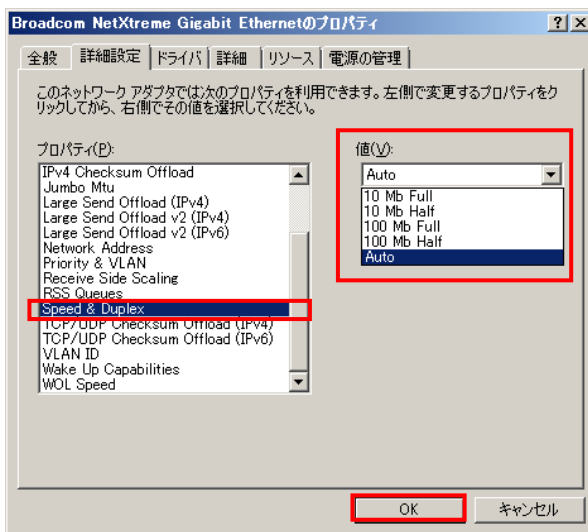 Broadcom NetXtreme Gigabit Ethernetのプロパティ
全般 詳細設定 ドライバ 詳細 リソース 電源の管理
このネットワーク アダプタでは次のプロパティを利用できます。左側で変更するプロパティをク
リックしてから、右側でその値を選択してください。
プロパティ(P):
IPv4 Checksum Offload
Jumbo Mtu
Large Send Offload (IPv4)
Large Send Offload v2 (IPv4)
Large Send Offload v2 (IPv6)
Network Address
Priority & VLAN
Receive Side Scaling
RSS Queues
Speed & Duplex
TCP/UDP Checksum Offload (IPv4)
TCP/UDP Checksum Offload (IPv6)
VLAN ID
Wake Up Capabilities
WOL Speed
値(V):
Auto
10 Mb Full
10 Mb Half
100 Mb Full
100 Mb Half
Auto
OK キャンセル